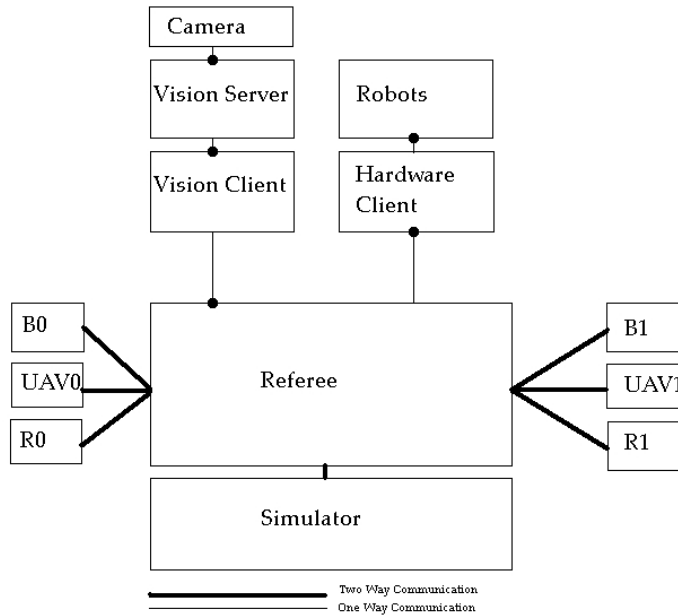 Camera
Vision Server
Robots
Vision Client
Hardware
Client
B0
B1
Referee
UAV0
UAV1
R0
R1
Simulator
Two Way Communication
One Way Communication